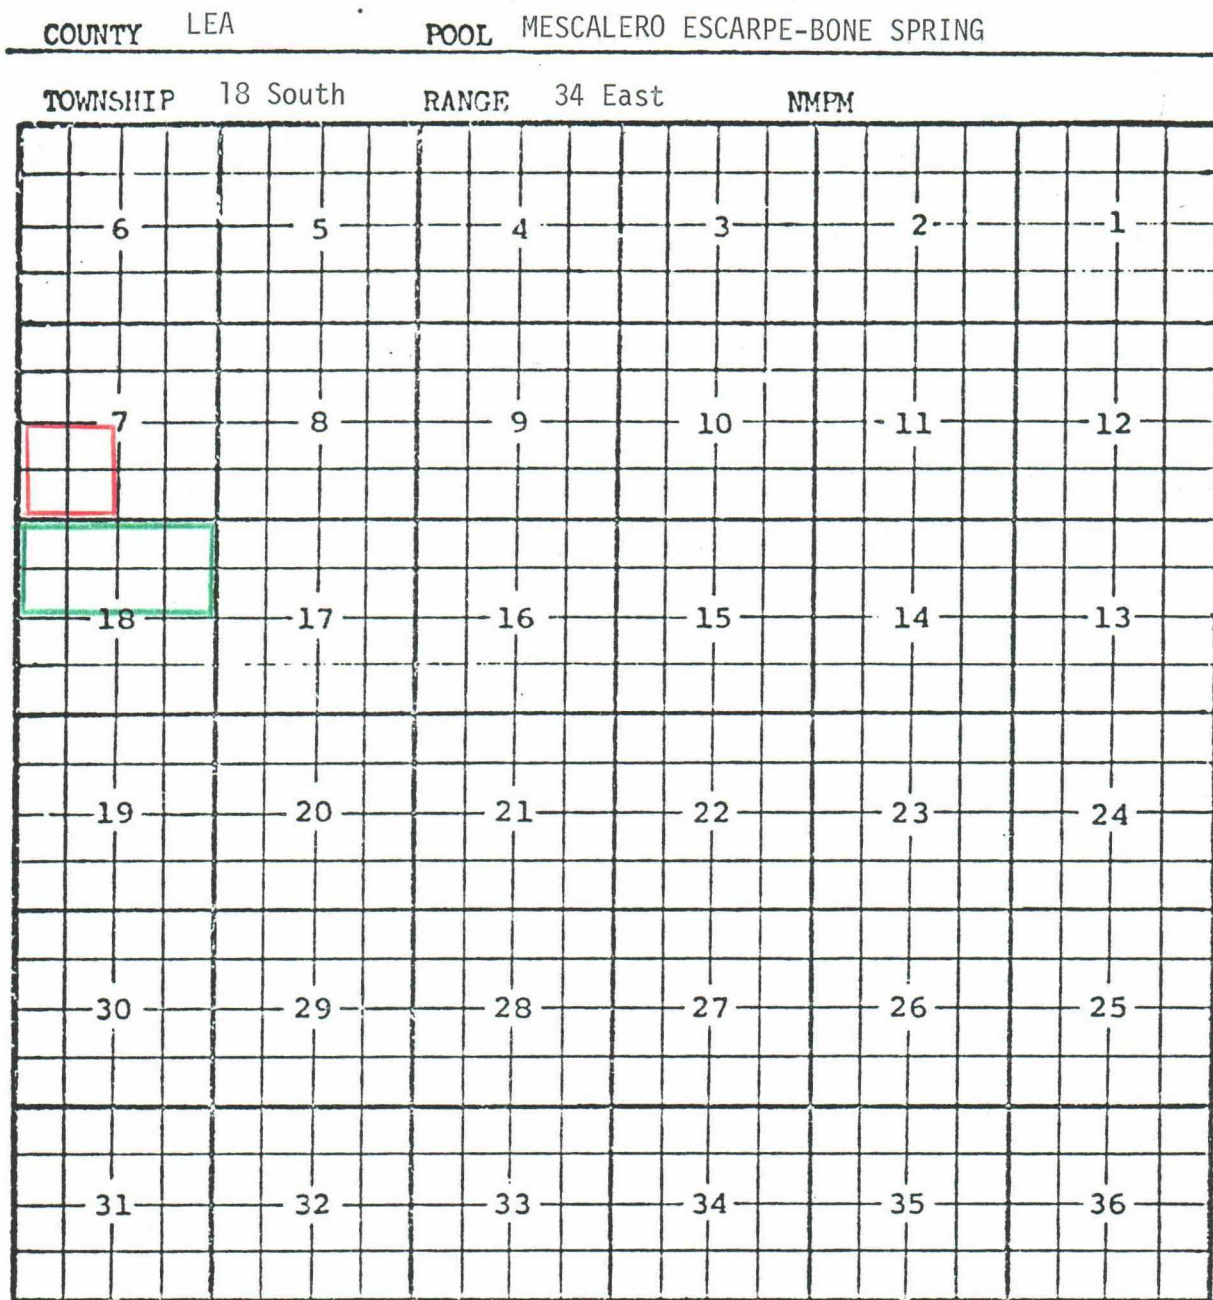 COUNTY LEA POOL MESCALERO ESCARPE-BONE SPRING
TOWNSHIP 18 South RANGE 34 East NMPM
6 5 4 3 2 1
7 8 9 10 11 12
18 17 16 15 14 13
19 20 21 22 23 24
30 29 28 27 26 25
31 32 33 34 35 36